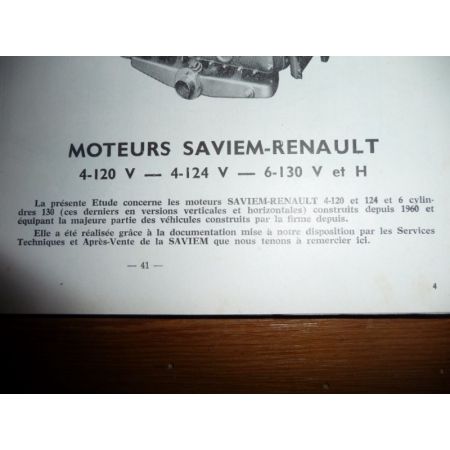 MOTEURS SAVIEM-RENAULT
4-120 V — 4-124 V — 6-130 V et H
La présente Etude concerne les moteurs SAVIEM-RENAULT 4-120 et 124 et 6 cylin-
dres 130 (ces derniers en versions verticales et horizontales) construits depuis 1960 et
équipant la majeure partie des véhicules construits par la firme depuis.
Elle a été réalisée grâce à la documentation mise à notre disposition par les Services
Techniques et Après-Vente de la SAVIEM que nous tenons à remercier ici.
— 41 —
4